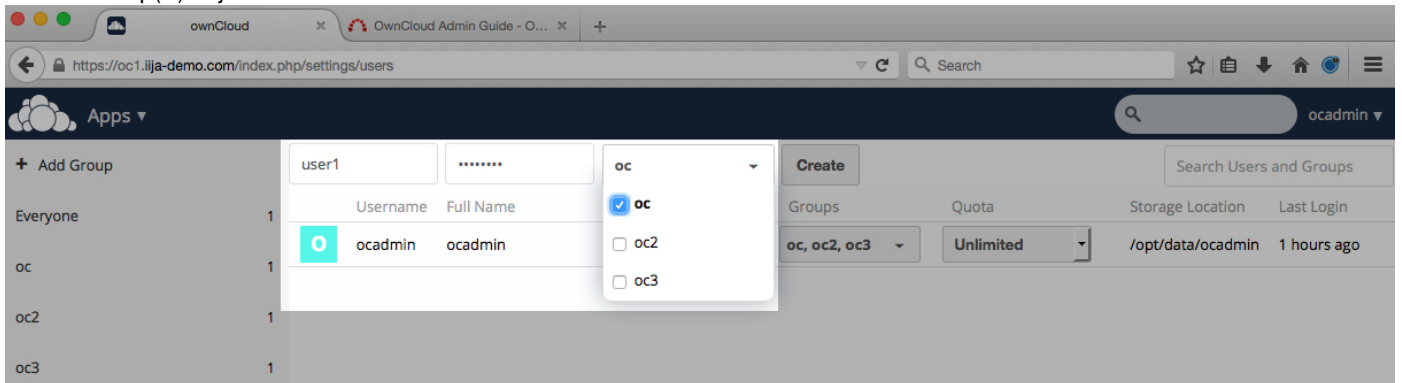 ownCloud × OwnCloud Admin Guide - O... × +
https://oc1.iija-demo.com/index.php/settings/users Search
Apps ▾ ocadmin ▾
+ Add Group user1 •••••••• oc Create Search Users and Groups
Username Full Name Groups Quota Storage Location Last Login
Everyone 1 oc
O ocadmin ocadmin oc2 oc, oc2, oc3 Unlimited /opt/data/ocadmin 1 hours ago
oc 1 oc3
oc2 1
oc3 1